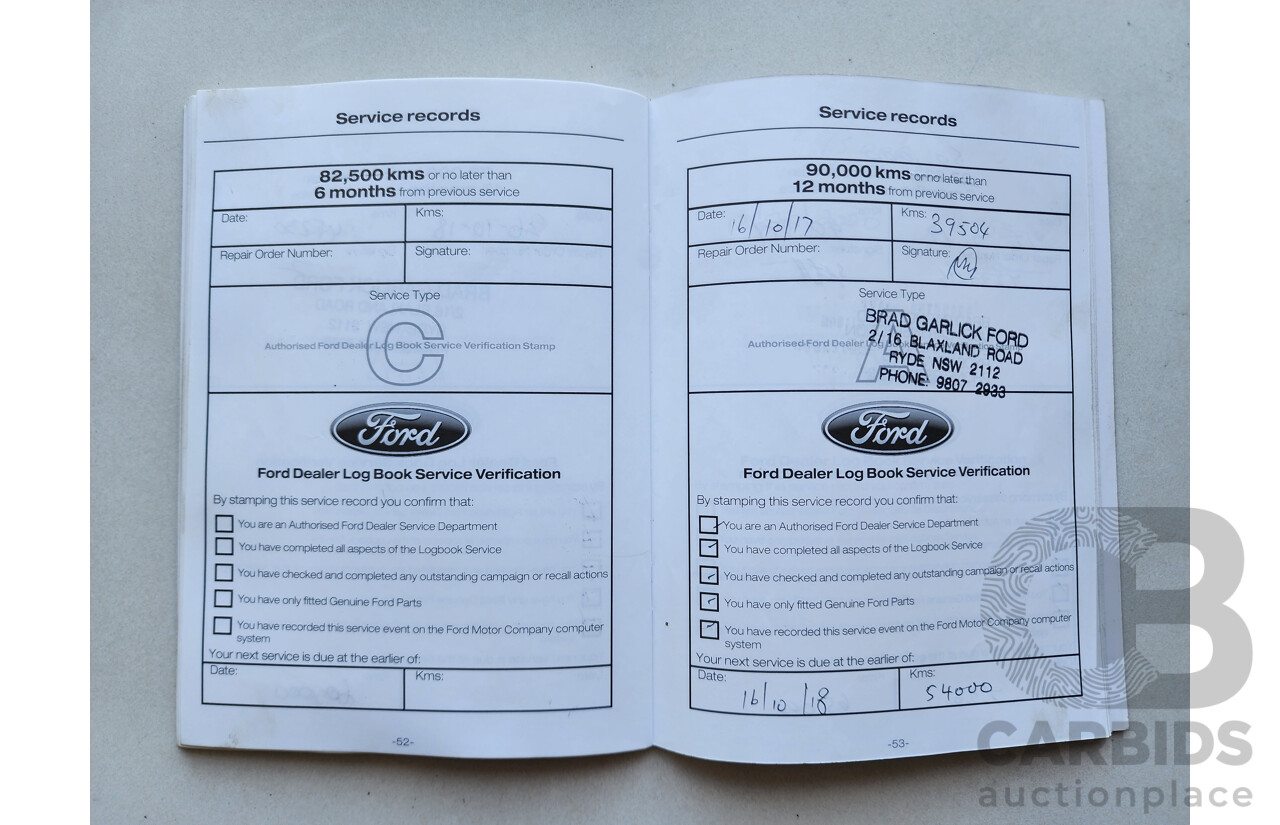 Service records
82,500 kms or no later than
6 months from previous service
Date:
Kms:
Repair Order Number:
Signature:
Service Type
C
Authorised Ford Dealer Log Book Service Verification Stamp
Ford
Ford Dealer Log Book Service Verification
By stamping this service record you confirm that:
You are an Authorised Ford Dealer Service Department
You have completed all aspects of the Logbook Service
You have checked and completed any outstanding campaign or recall actions
You have only fitted Genuine Ford Parts
You have recorded this service event on the Ford Motor Company computer
system
Your next service is due at the earlier of:
Date:
Kms:
-52-
Service records
90,000 kms or no later than
12 months from previous service
Date: 16/10/17
Kms: 39504
Repair Order Number:
Signature:
Service Type
A
Authorised Ford Dealer Log Book Service Verification Stamp
BRAD GARLICK FORD
2/16 BLAXLAND ROAD
RYDE NSW 2112
PHONE: 9807 2933
Ford
Ford Dealer Log Book Service Verification
By stamping this service record you confirm that:
You are an Authorised Ford Dealer Service Department
You have completed all aspects of the Logbook Service
You have checked and completed any outstanding campaign or recall actions
You have only fitted Genuine Ford Parts
You have recorded this service event on the Ford Motor Company computer
system
Your next service is due at the earlier of:
Date: 16/10/18
Kms: 54000
-53-
CB
CARBIDS
auctionplace